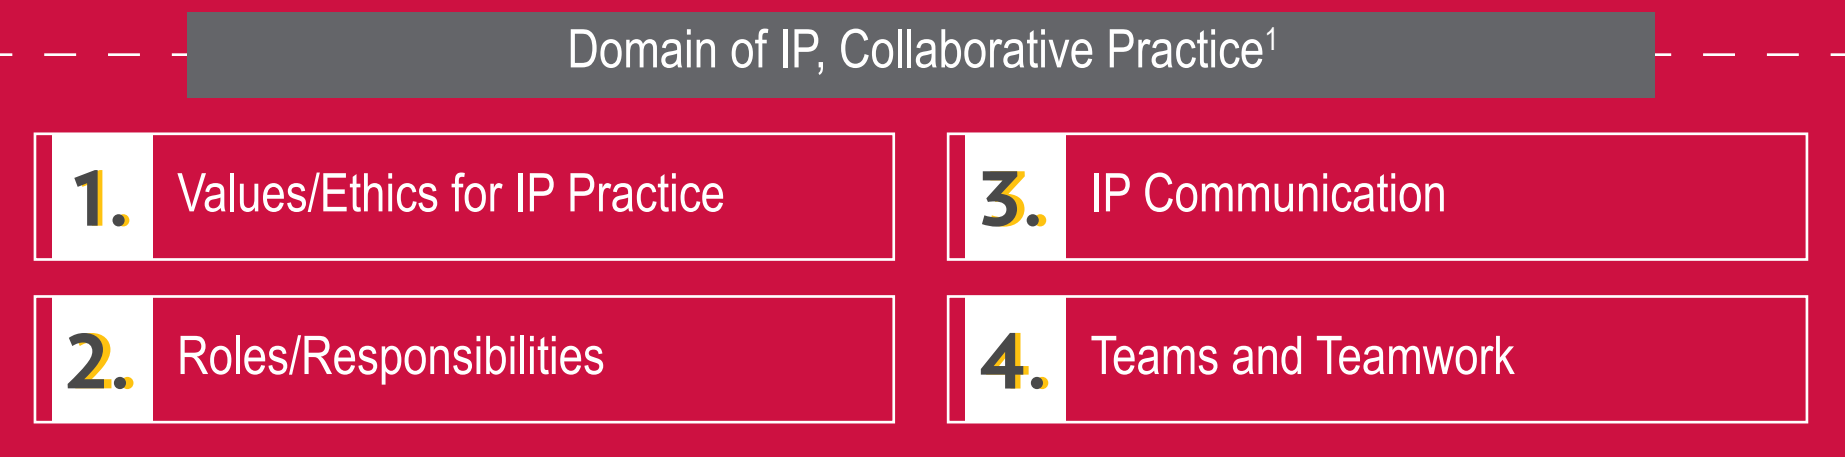 Domain of IP, Collaborative Practice¹
1. Values/Ethics for IP Practice
2. Roles/Responsibilities
3. IP Communication
4. Teams and Teamwork